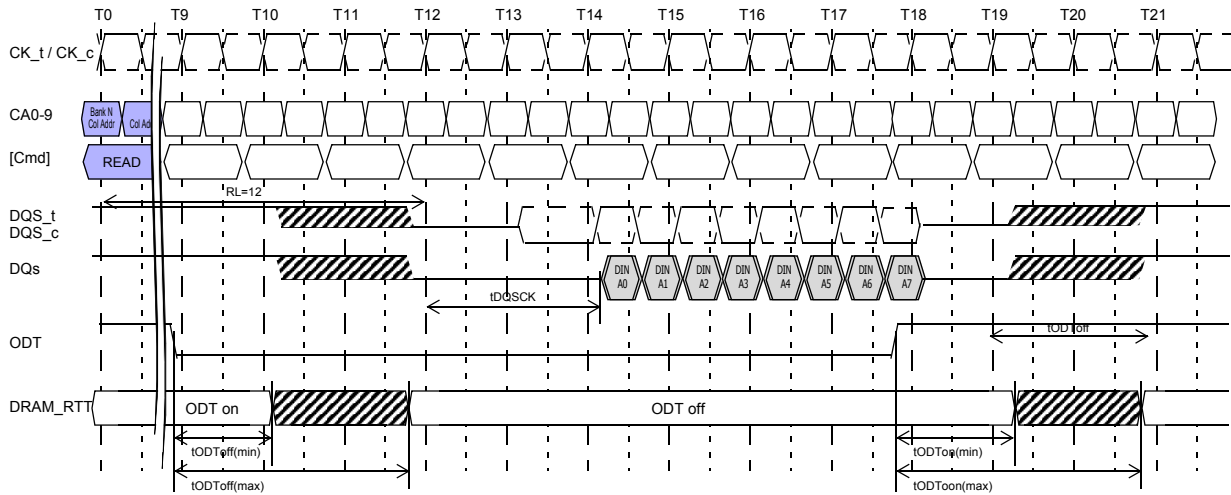 T0 T9 T10 T11 T12 T13 T14 T15 T16 T17 T18 T19 T20 T21
CK_t / CK_c
CA0-9
Bank N
Col Addr
Col Add
[Cmd]
READ
RL=12
DQS_t
DQS_c
DQs
DIN A0
DIN A1
DIN A2
DIN A3
DIN A4
DIN A5
DIN A6
DIN A7
tDQSCK
ODT
tODToff
DRAM_RTT
ODT on
ODT off
tODToff(min)
tODTon(min)
tODToff(max)
tODToon(max)